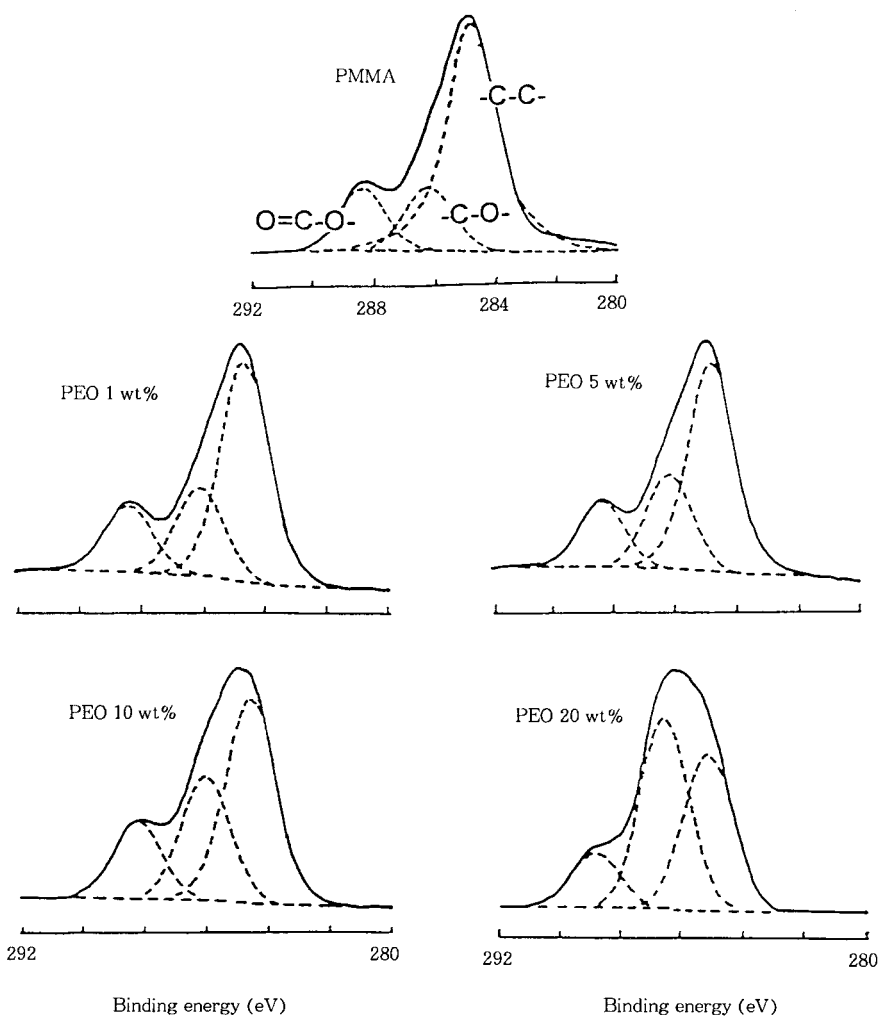 PMMA
-C-C-
O=C-O-
-C-O-
292 288 284 280
PEO 1 wt%
PEO 5 wt%
PEO 10 wt%
PEO 20 wt%
292 280
292 280
Binding energy (eV)
Binding energy (eV)